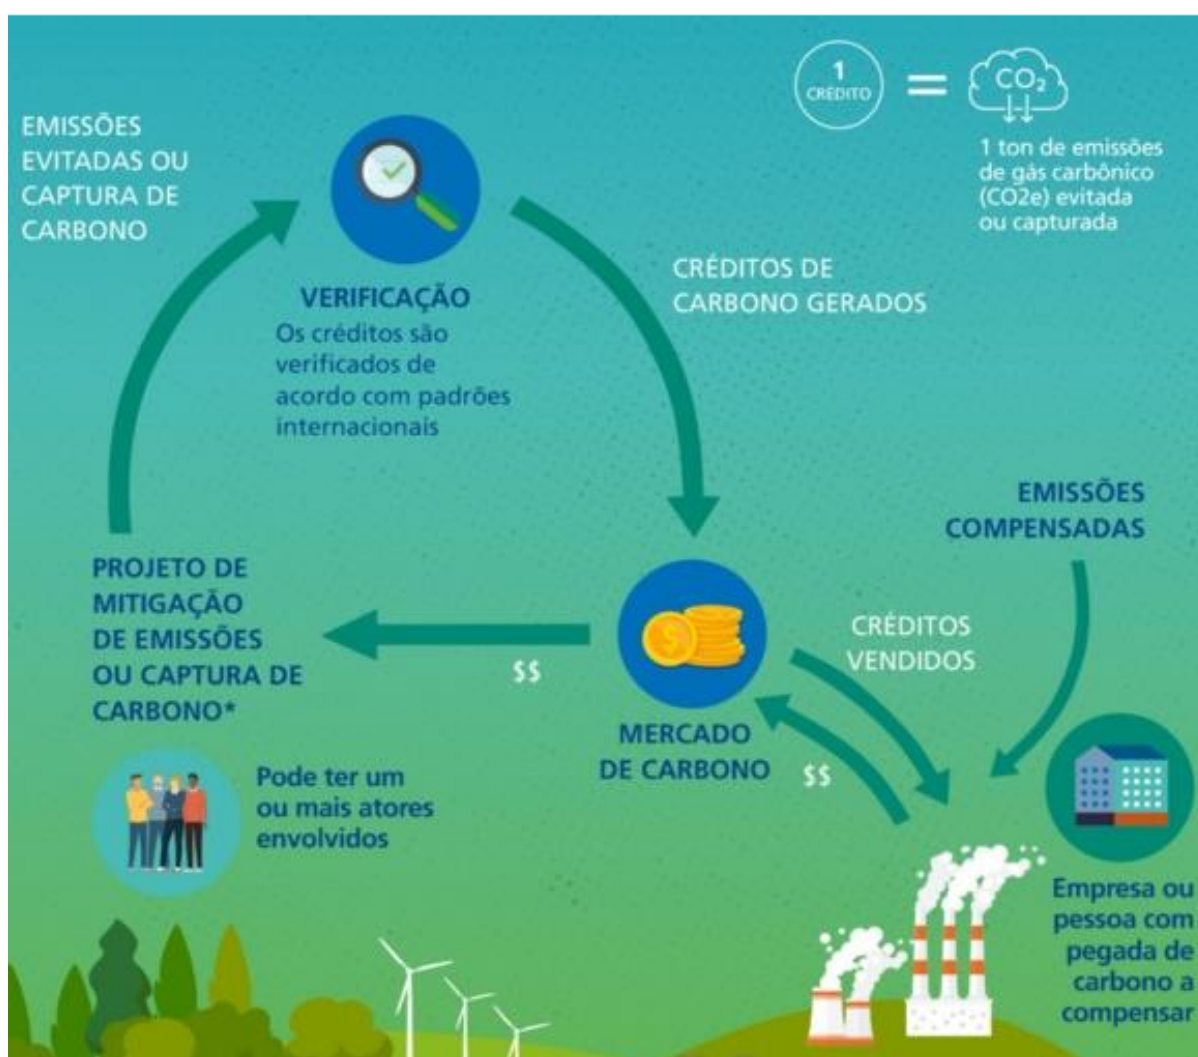 1
CRÉDITO
=
CO2
1 ton de emissões
de gás carbônico
(CO2e) evitada
ou capturada
EMISSÕES
EVITADAS OU
CAPTURA DE
CARBONO
VERIFICAÇÃO
Os créditos são
verificados de
acordo com padrões
internacionais
CRÉDITOS DE
CARBONO GERADOS
EMISSÕES
COMPENSADAS
PROJETO DE
MITIGAÇÃO
DE EMISSÕES
OU CAPTURA DE
CARBONO*
$$
$
CRÉDITOS
VENDIDOS
MERCADO
DE CARBONO
$$
Pode ter um
ou mais atores
envolvidos
Empresa ou
pessoa com
pegada de
carbono a
compensar